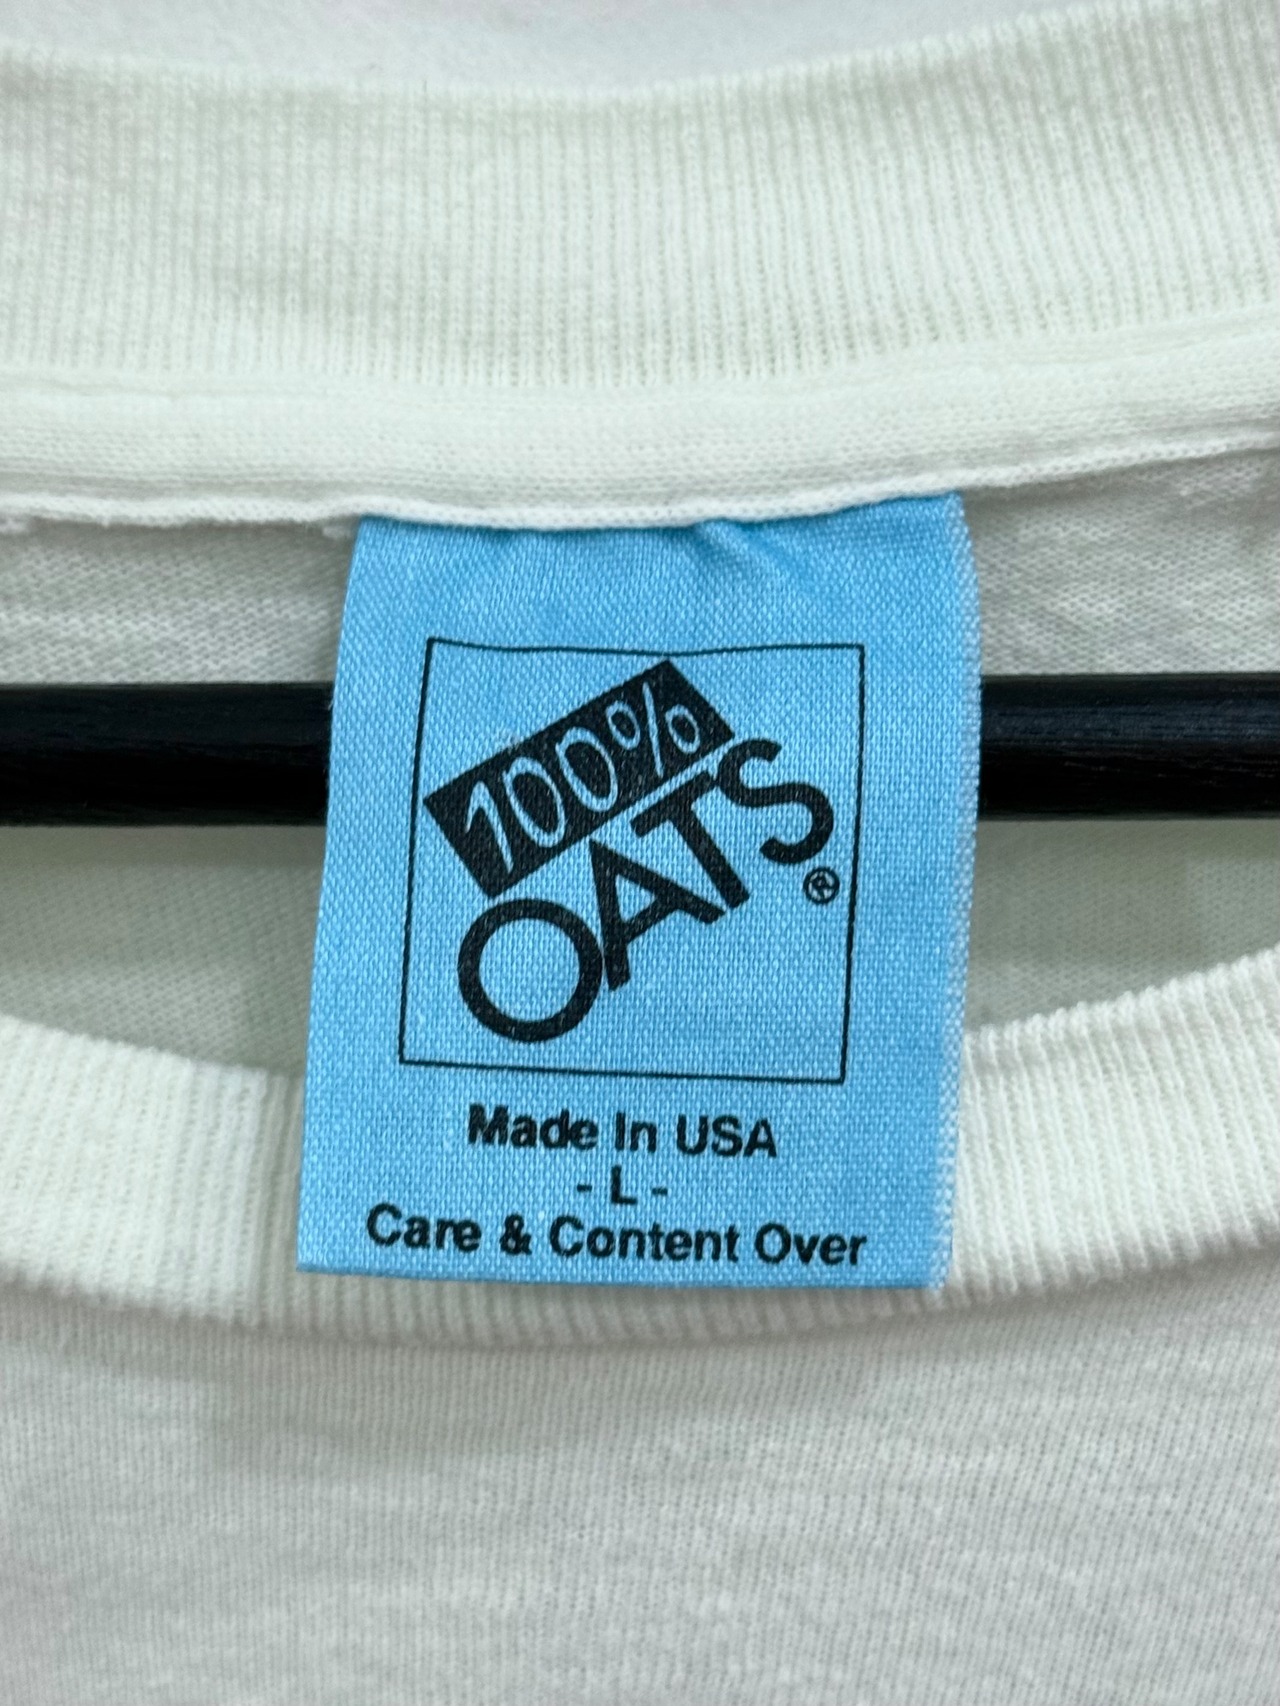 100%
OATS®
Made In USA
- L -
Care & Content Over